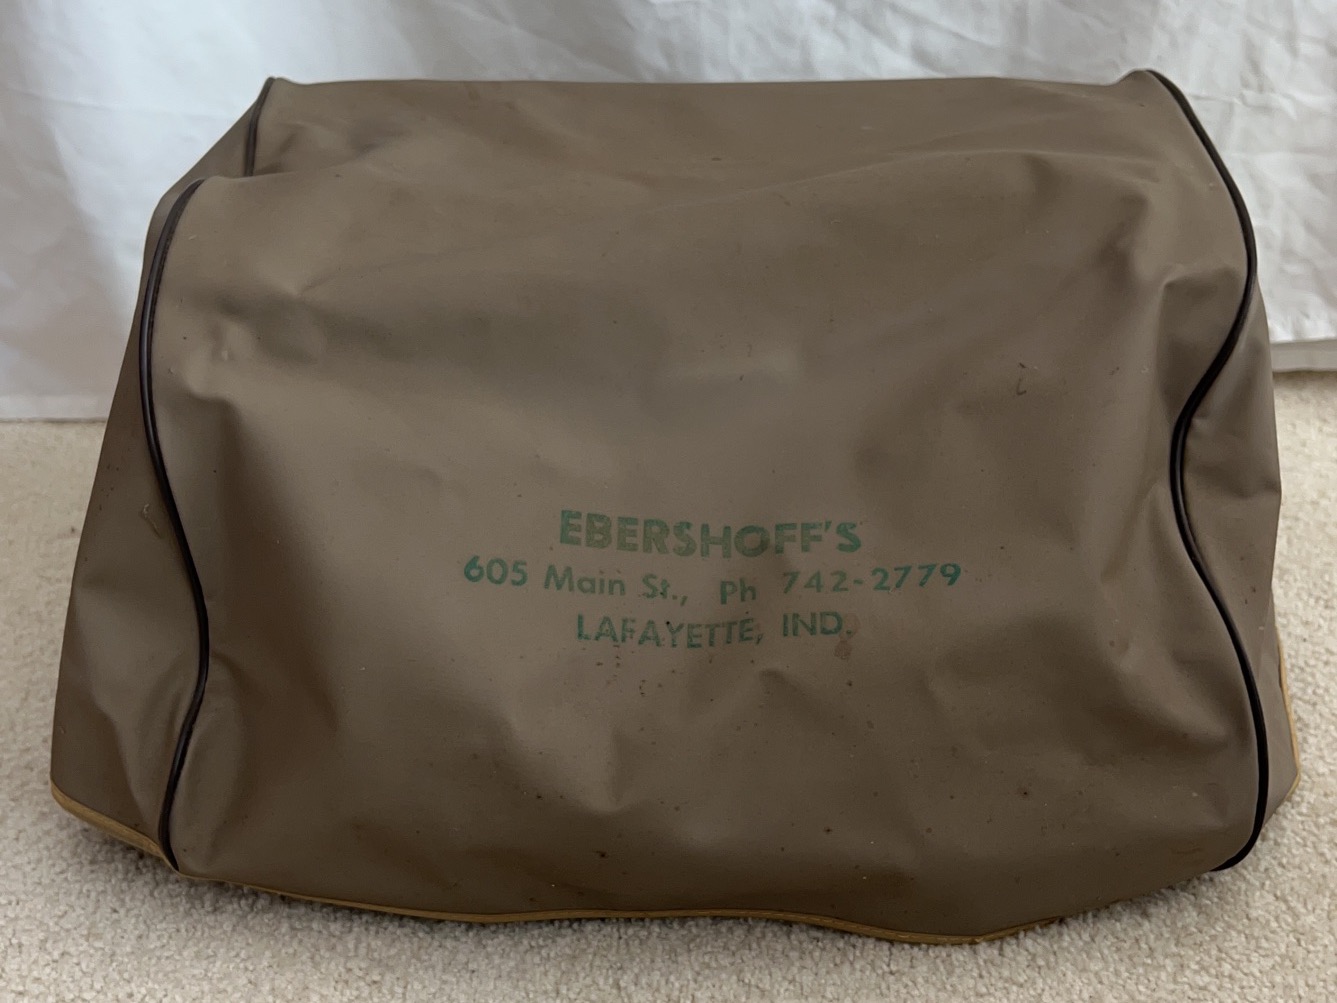 EBERSHOFF'S
605 Main St., Ph 742-2779
LAFAYETTE, IND.